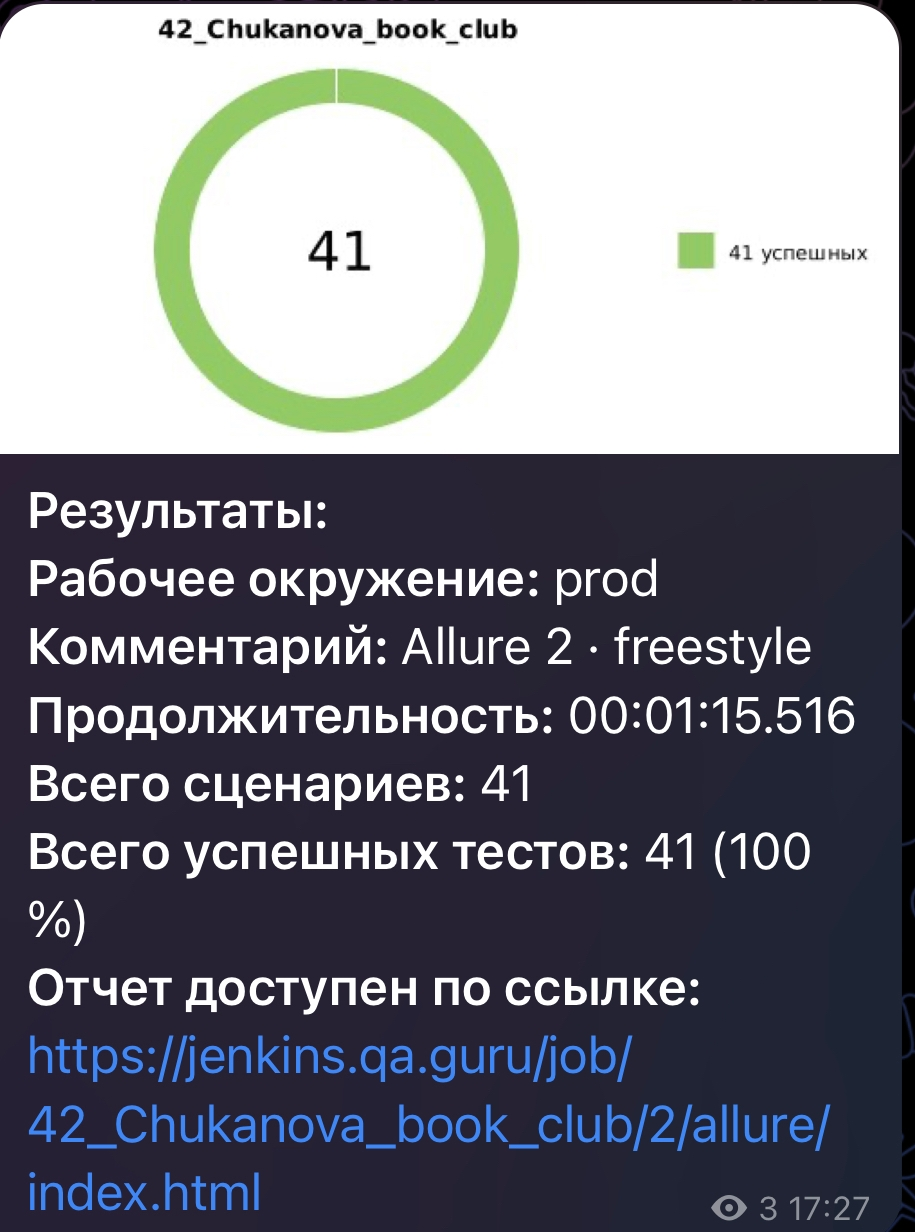 42_Chukanova_book_club
41
41 успешных
Результаты:
Рабочее окружение: prod
Комментарий: Allure 2 · freestyle
Продолжительность: 00:01:15.516
Всего сценариев: 41
Всего успешных тестов: 41 (100
%)
Отчет доступен по ссылке:
https://jenkins.qa.guru/job/
42_Chukanova_book_club/2/allure/
index.html
3 17:27